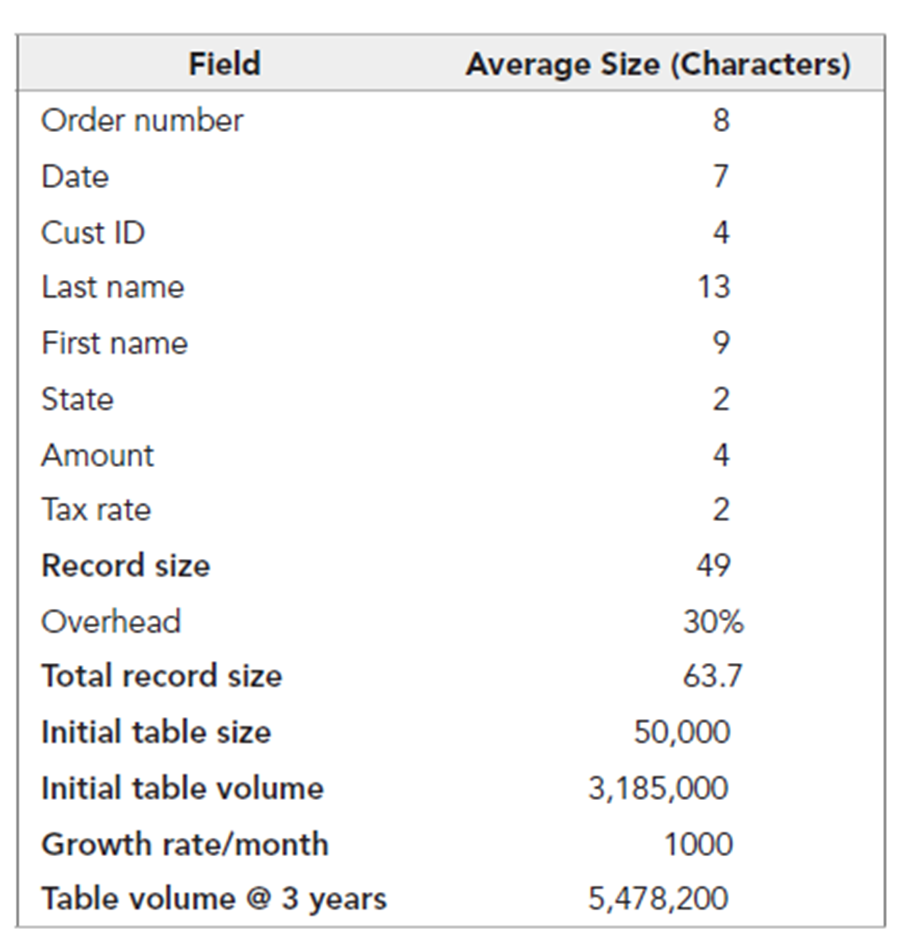 Field Average Size (Characters)
Order number 8
Date 7
Cust ID 4
Last name 13
First name 9
State 2
Amount 4
Tax rate 2
Record size 49
Overhead 30%
Total record size 63.7
Initial table size 50,000
Initial table volume 3,185,000
Growth rate/month 1000
Table volume @ 3 years 5,478,200